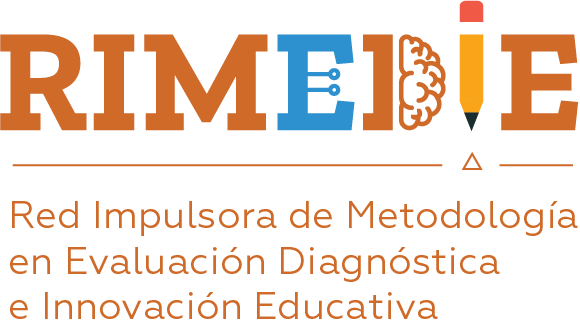 RIMEDIE
Red Impulsora de Metodología
en Evaluación Diagnóstica
e Innovación Educativa